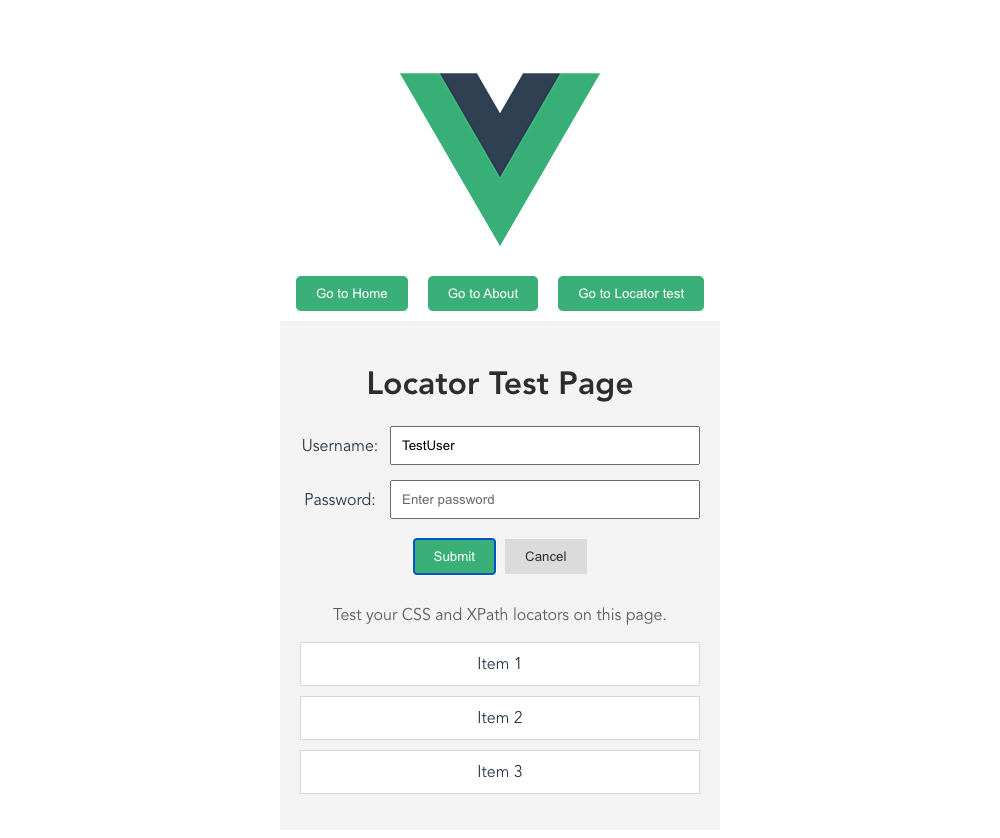 Go to Home Go to About Go to Locator test
Locator Test Page
Username: TestUser
Password: Enter password
Submit Cancel
Test your CSS and XPath locators on this page.
Item 1
Item 2
Item 3